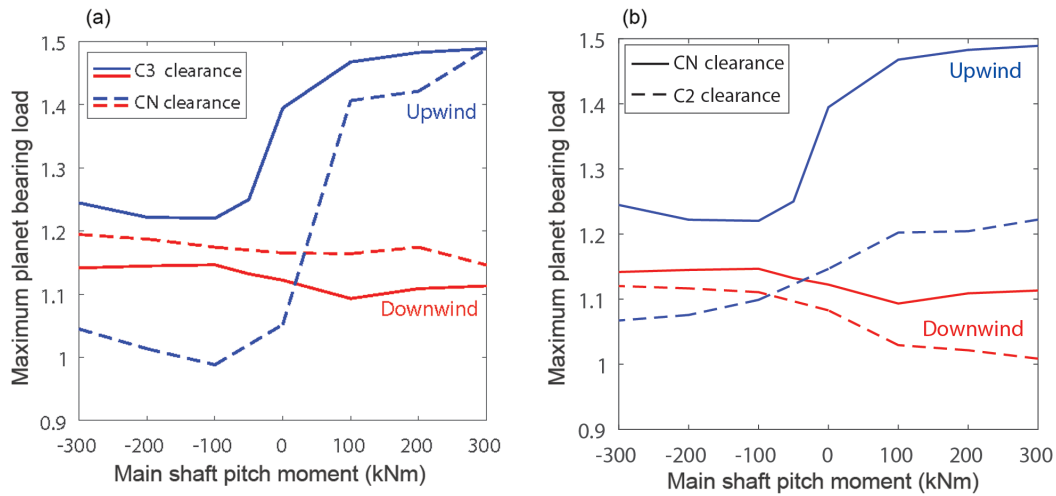 (a)
1.5
1.4
1.3
1.2
1.1
1
0.9
Maximum planet bearing load
C3 clearance
CN clearance
Upwind
Downwind
-300 -200 -100 0 100 200 300
Main shaft pitch moment (kNm)
(b)
1.5
1.4
1.3
1.2
1.1
1
0.9
Maximum planet bearing load
CN clearance
C2 clearance
Upwind
Downwind
-300 -200 -100 0 100 200 300
Main shaft pitch moment (kNm)